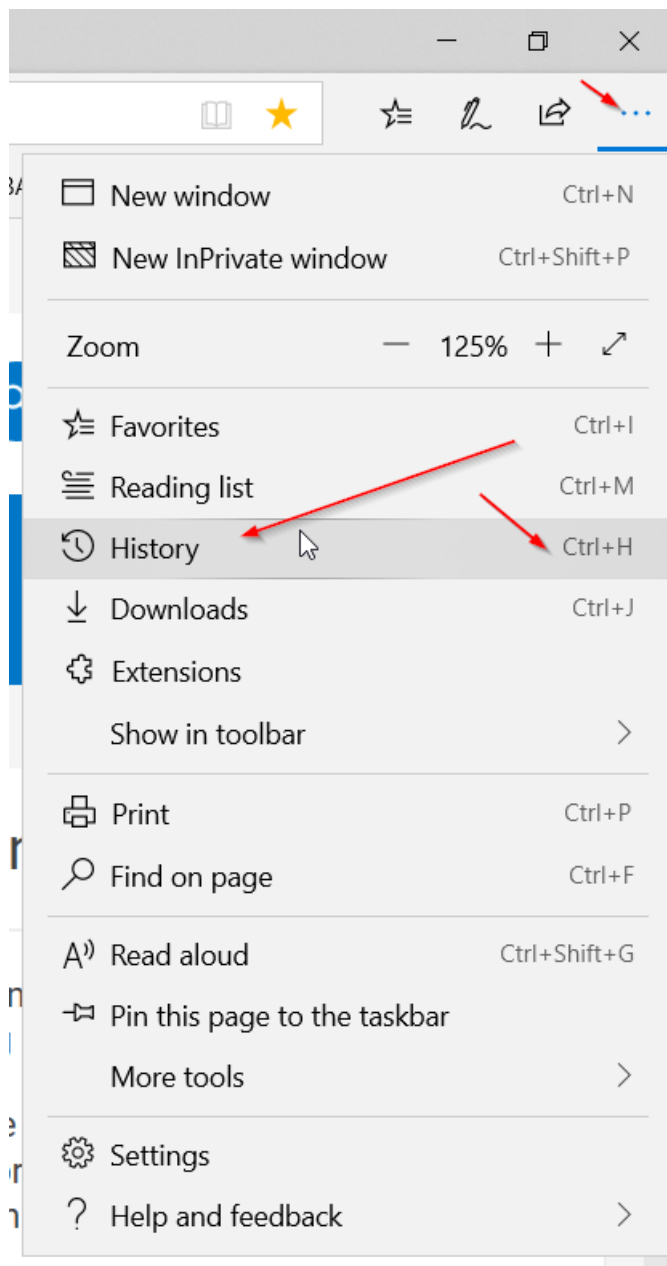 New window Ctrl+N
New InPrivate window Ctrl+Shift+P
Zoom 125%
Favorites Ctrl+I
Reading list Ctrl+M
History Ctrl+H
Downloads Ctrl+J
Extensions
Show in toolbar
Print Ctrl+P
Find on page Ctrl+F
Read aloud Ctrl+Shift+G
Pin this page to the taskbar
More tools
Settings
Help and feedback